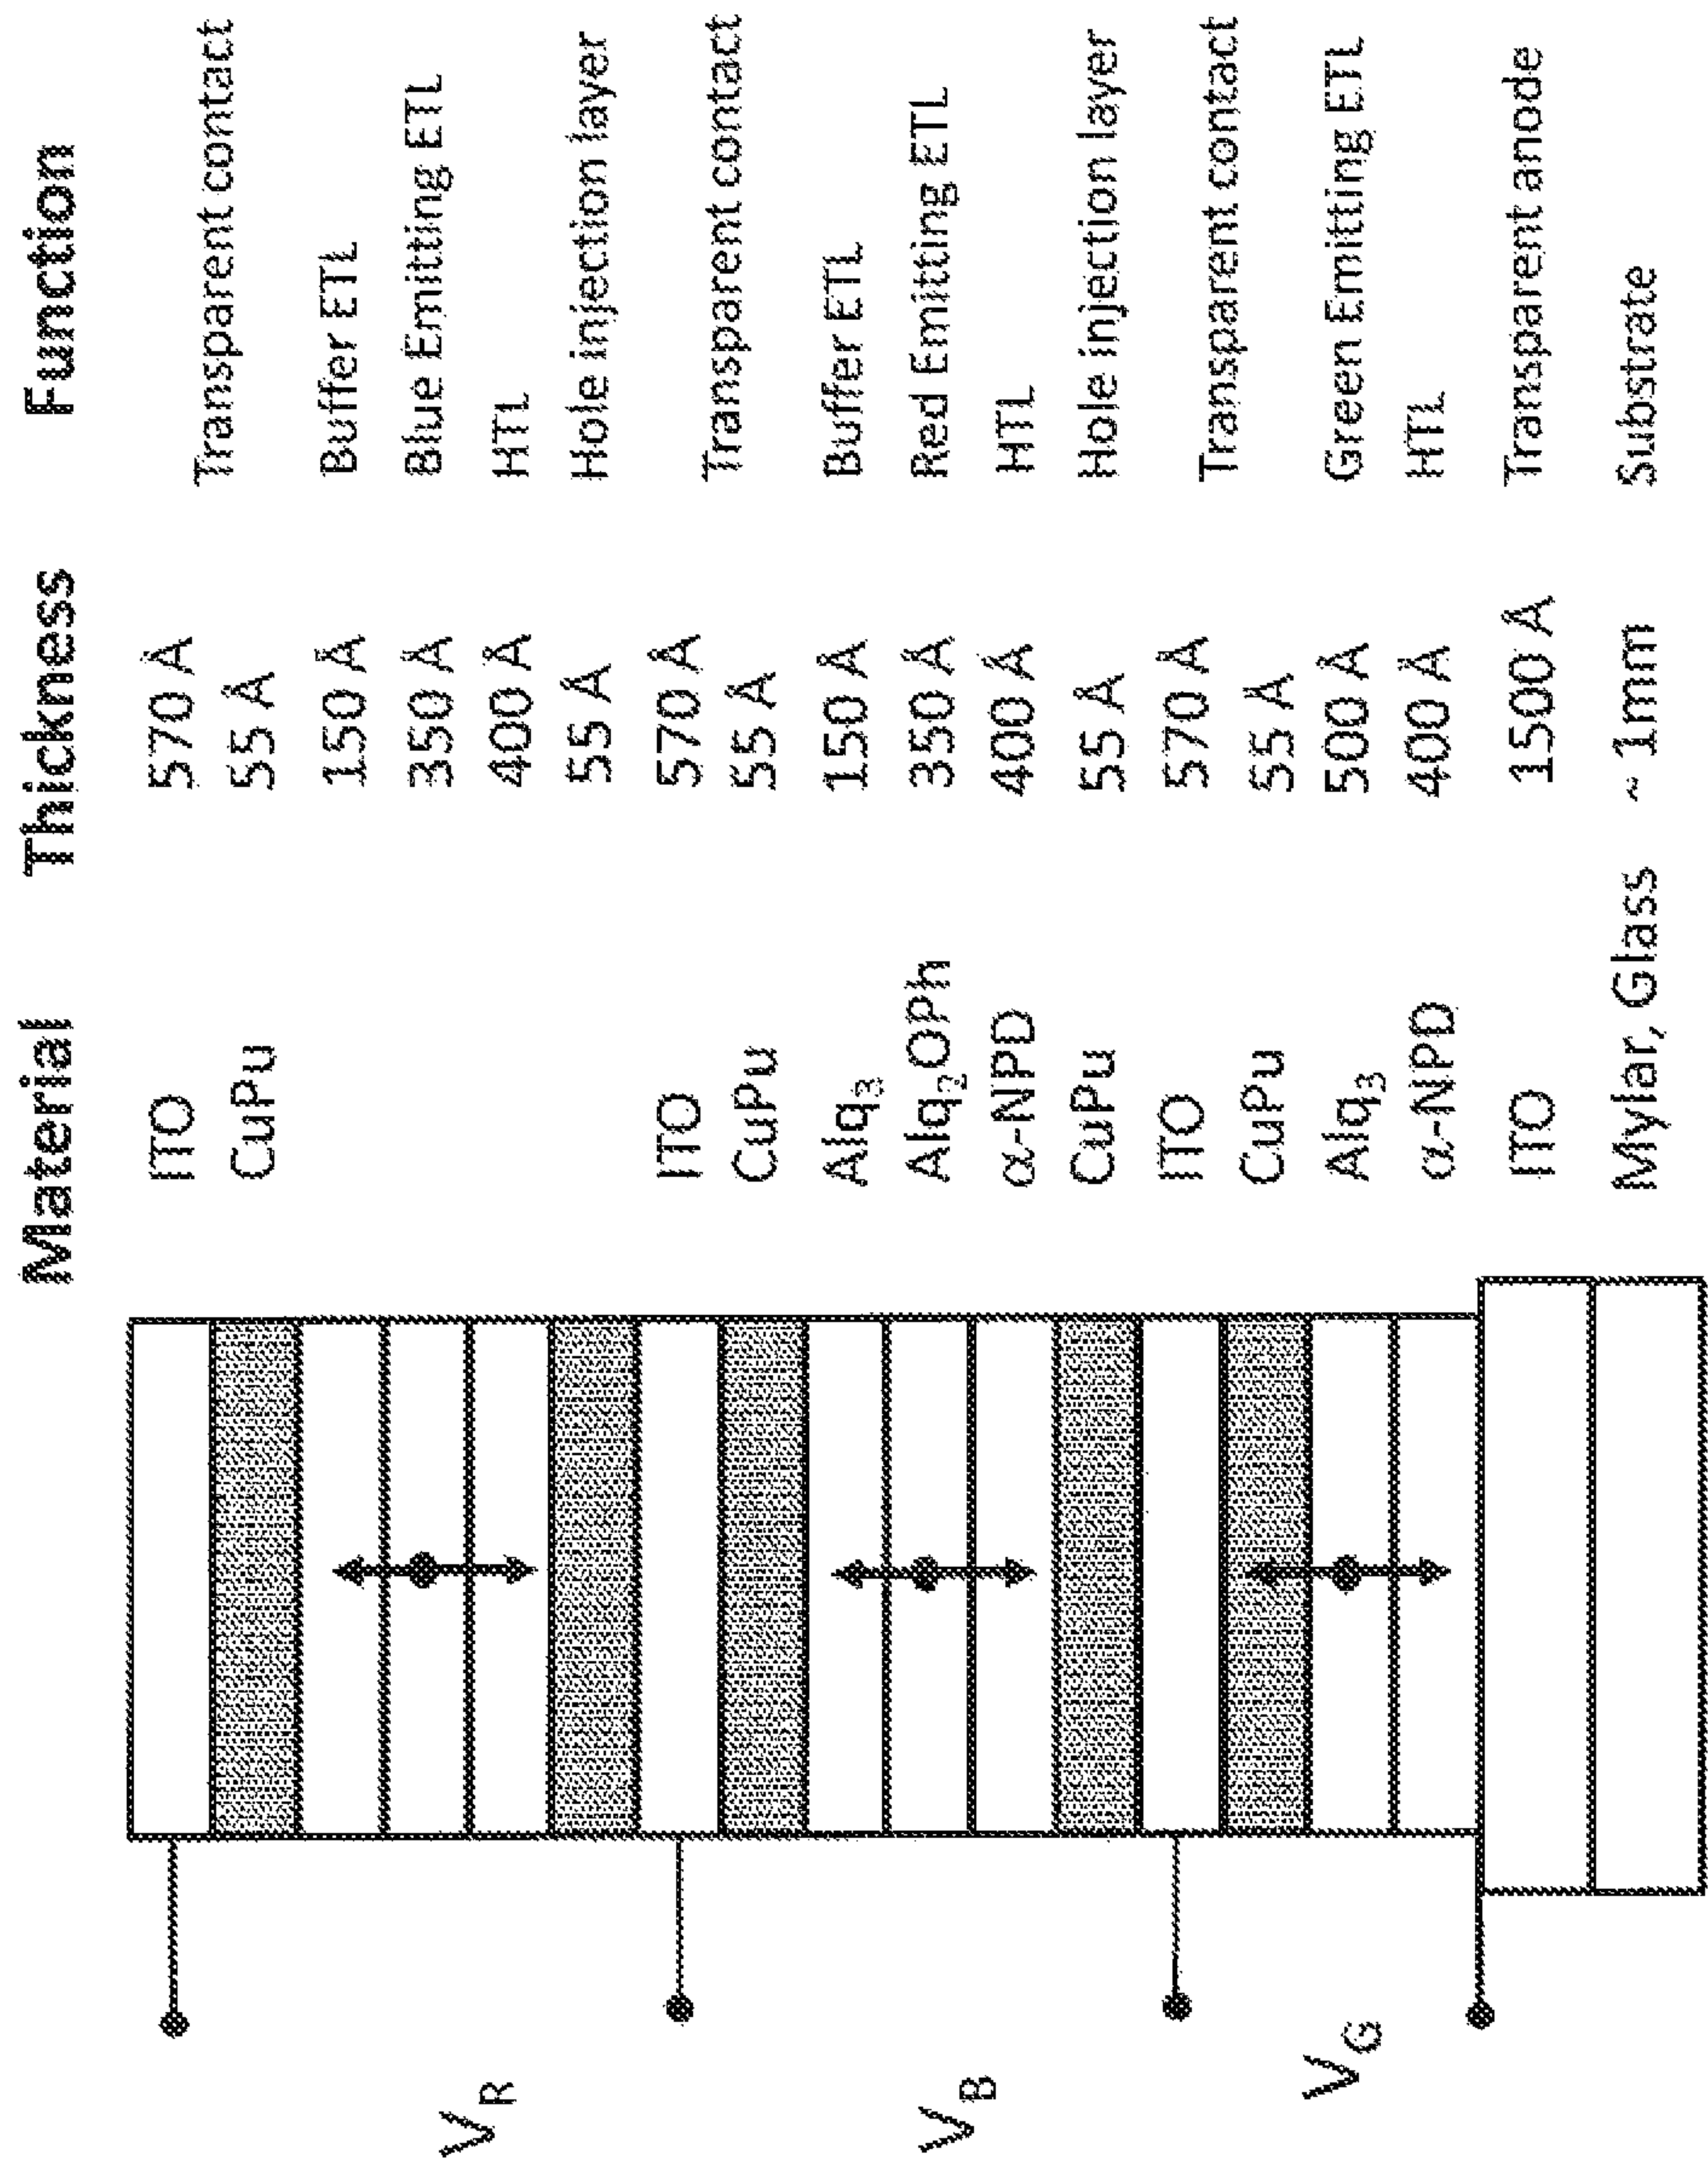 Material Thickness Function
ITO 570 Å Transparent contact
CuPu 55 Å
150 Å Buffer ETL
350 Å Blue Emitting ETL
400 Å HTL
55 Å Hole injection layer
ITO 570 Å Transparent contact
CuPu 55 Å
Alq₃ 150 Å Buffer ETL
Alq₂OPh 350 Å Red Emitting ETL
α-NPD 400 Å HTL
CuPu 55 Å Hole injection layer
ITO 570 Å Transparent contact
CuPu 55 Å
Alq₃ 500 Å Green Emitting ETL
α-NPD 400 Å HTL
ITO 1500 Å Transparent anode
Mylar, Glass ~ 1mm Substrate
V_R
V_B
V_G